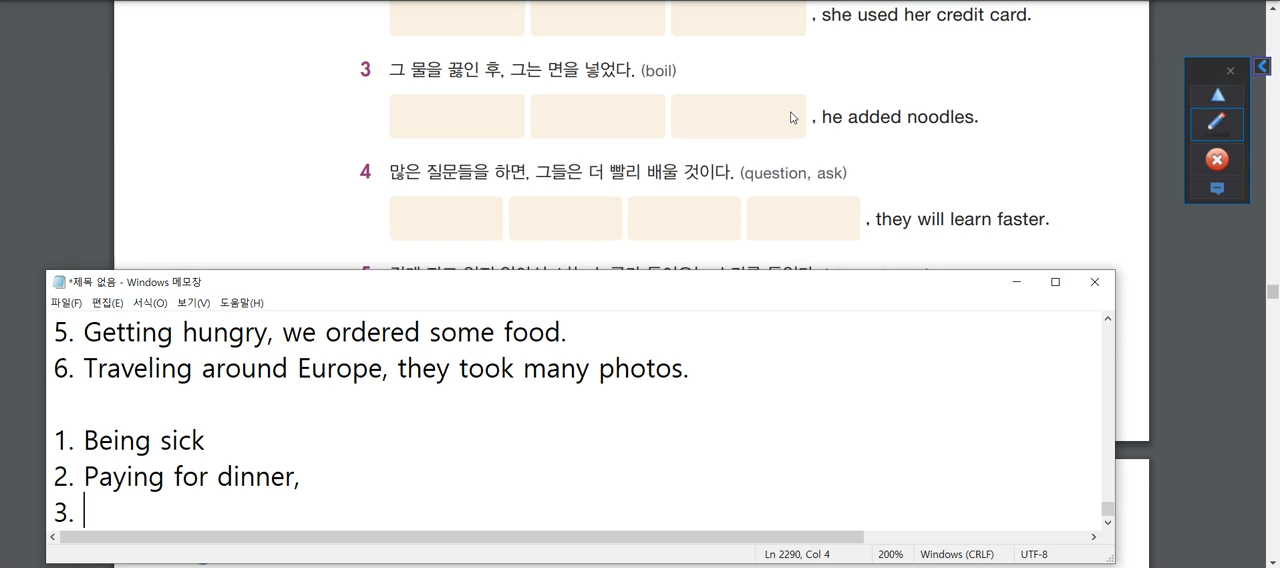 , she used her credit card.
3 그 물을 끓인 후, 그는 면을 넣었다. (boil)
, he added noodles.
4 많은 질문들을 하면, 그들은 더 빨리 배울 것이다. (question, ask)
, they will learn faster.
*제목 없음 - Windows 메모장
파일(F) 편집(E) 서식(O) 보기(V) 도움말(H)
5. Getting hungry, we ordered some food.
6. Traveling around Europe, they took many photos.
1. Being sick
2. Paying for dinner,
3.
Ln 2290, Col 4 200% Windows (CRLF) UTF-8